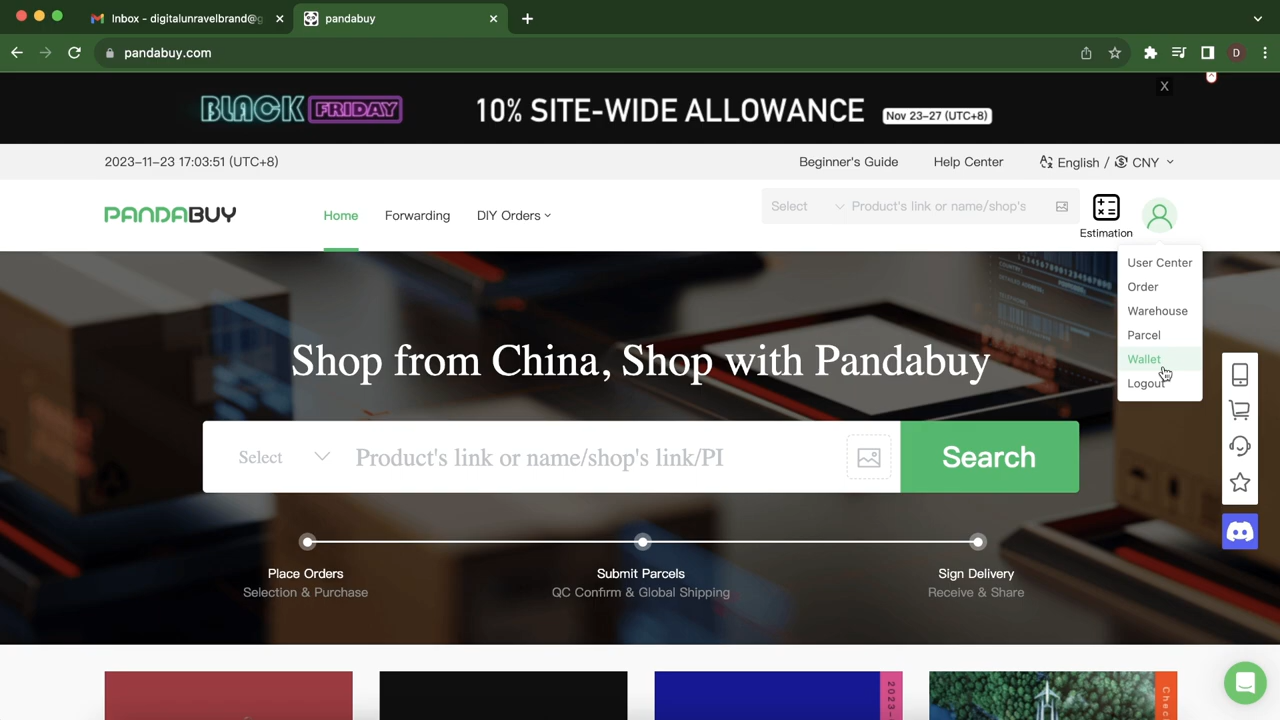 Inbox - digitalunravelbrand@g
pandabuy
pandabuy.com
D
BLACK FRIDAY 10% SITE-WIDE ALLOWANCE Nov 23-27 (UTC+8)
X
2023-11-23 17:03:51 (UTC+8)
Beginner's Guide
Help Center
English / CNY
PANDABUY
Home
Forwarding
DIY Orders
Select
Product's link or name/shop's
Estimation
User Center
Order
Warehouse
Parcel
Wallet
Logout
Shop from China, Shop with Pandabuy
Select
Product's link or name/shop's link/PI
Search
Place Orders
Selection & Purchase
Submit Parcels
QC Confirm & Global Shipping
Sign Delivery
Receive & Share
2023-
Chec